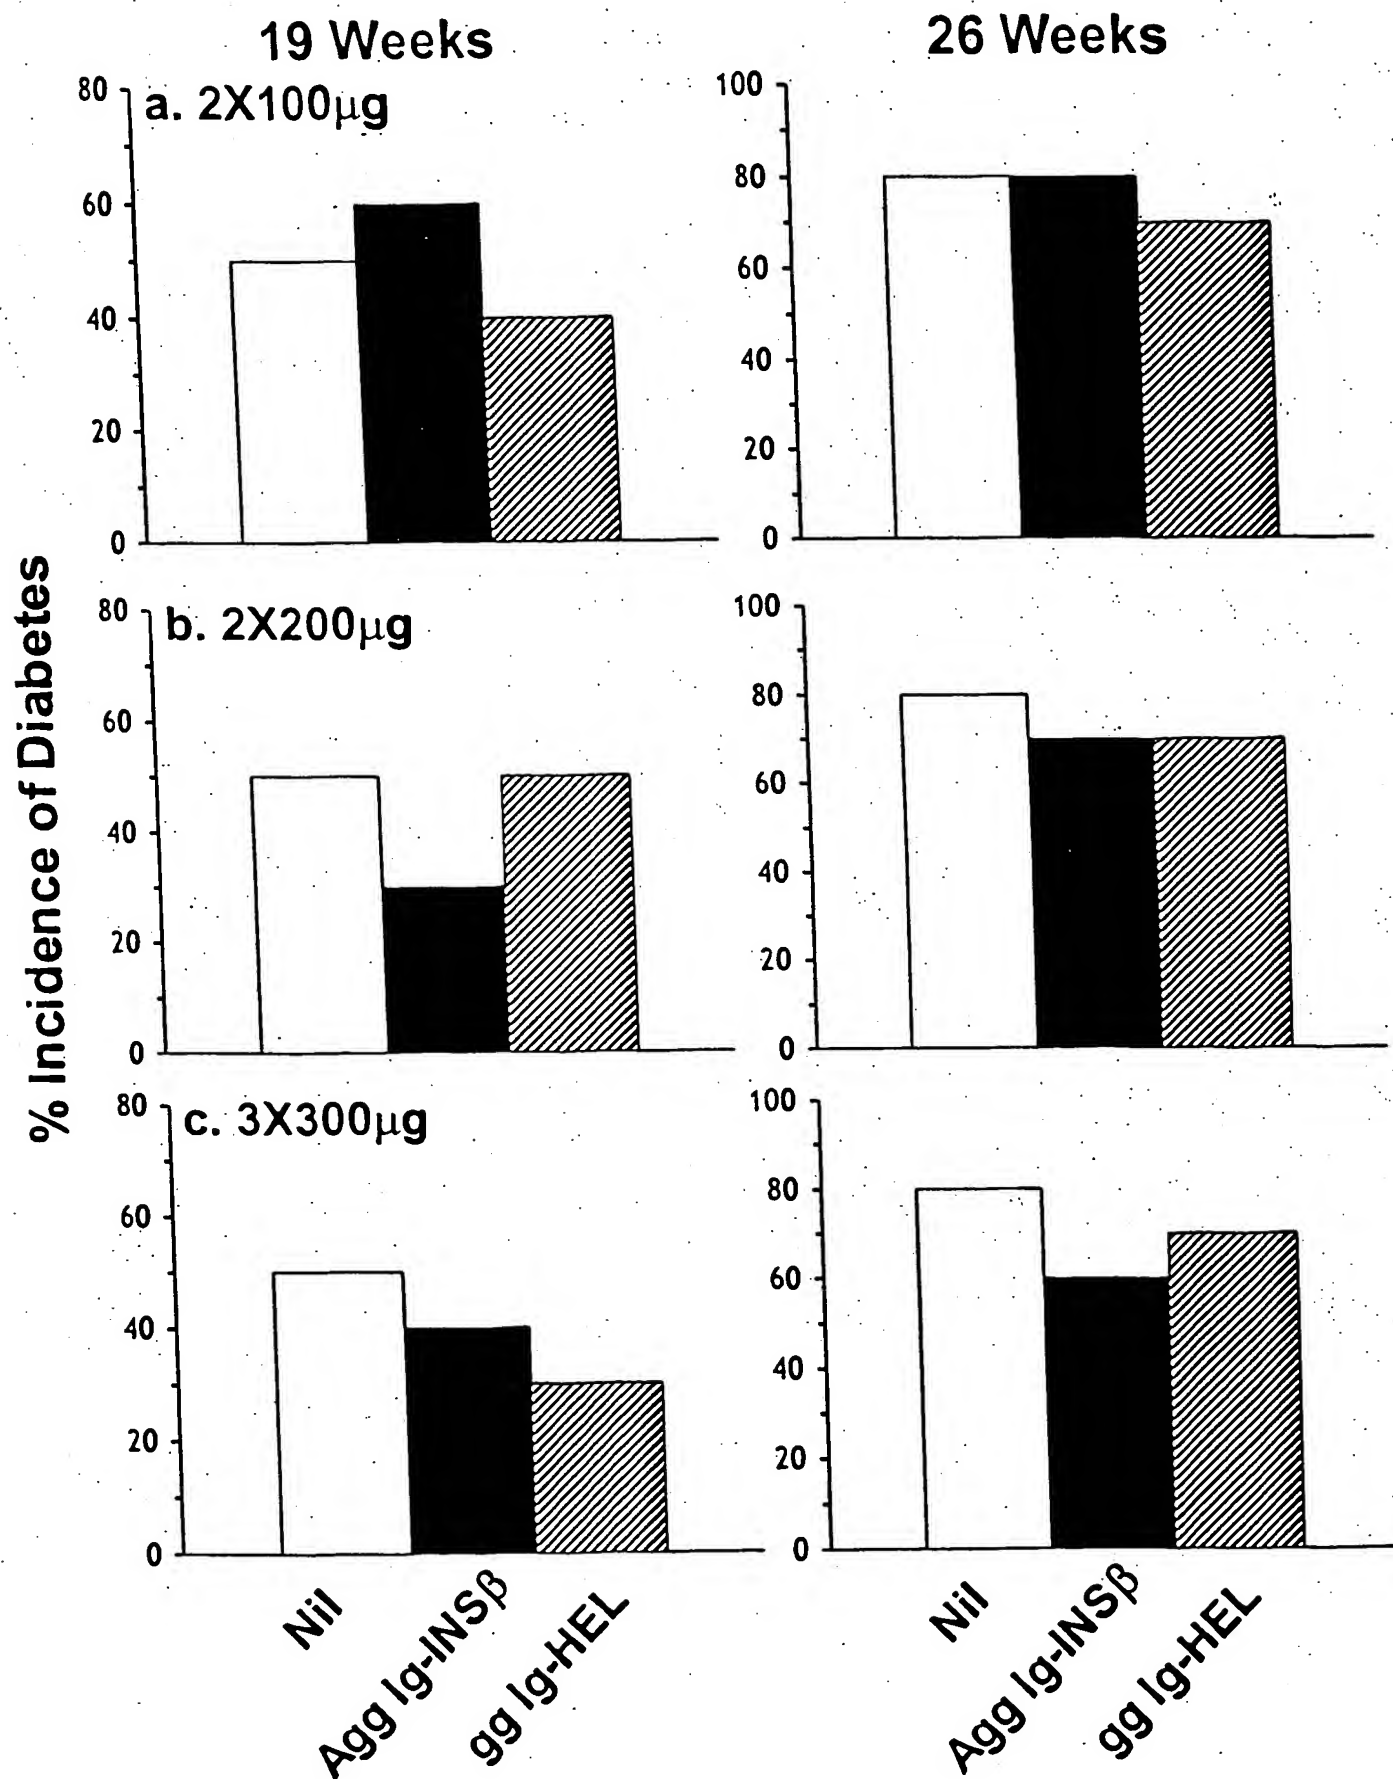 19 Weeks
26 Weeks
% Incidence of Diabetes
a. 2X100µg
80
60
40
20
0
100
80
60
40
20
0
b. 2X200µg
80
60
40
20
0
100
80
60
40
20
0
c. 3X300µg
80
60
40
20
0
100
80
60
40
20
0
Nil
Agg Ig-INSβ
gg Ig-HEL
Nil
Agg Ig-INSβ
gg Ig-HEL